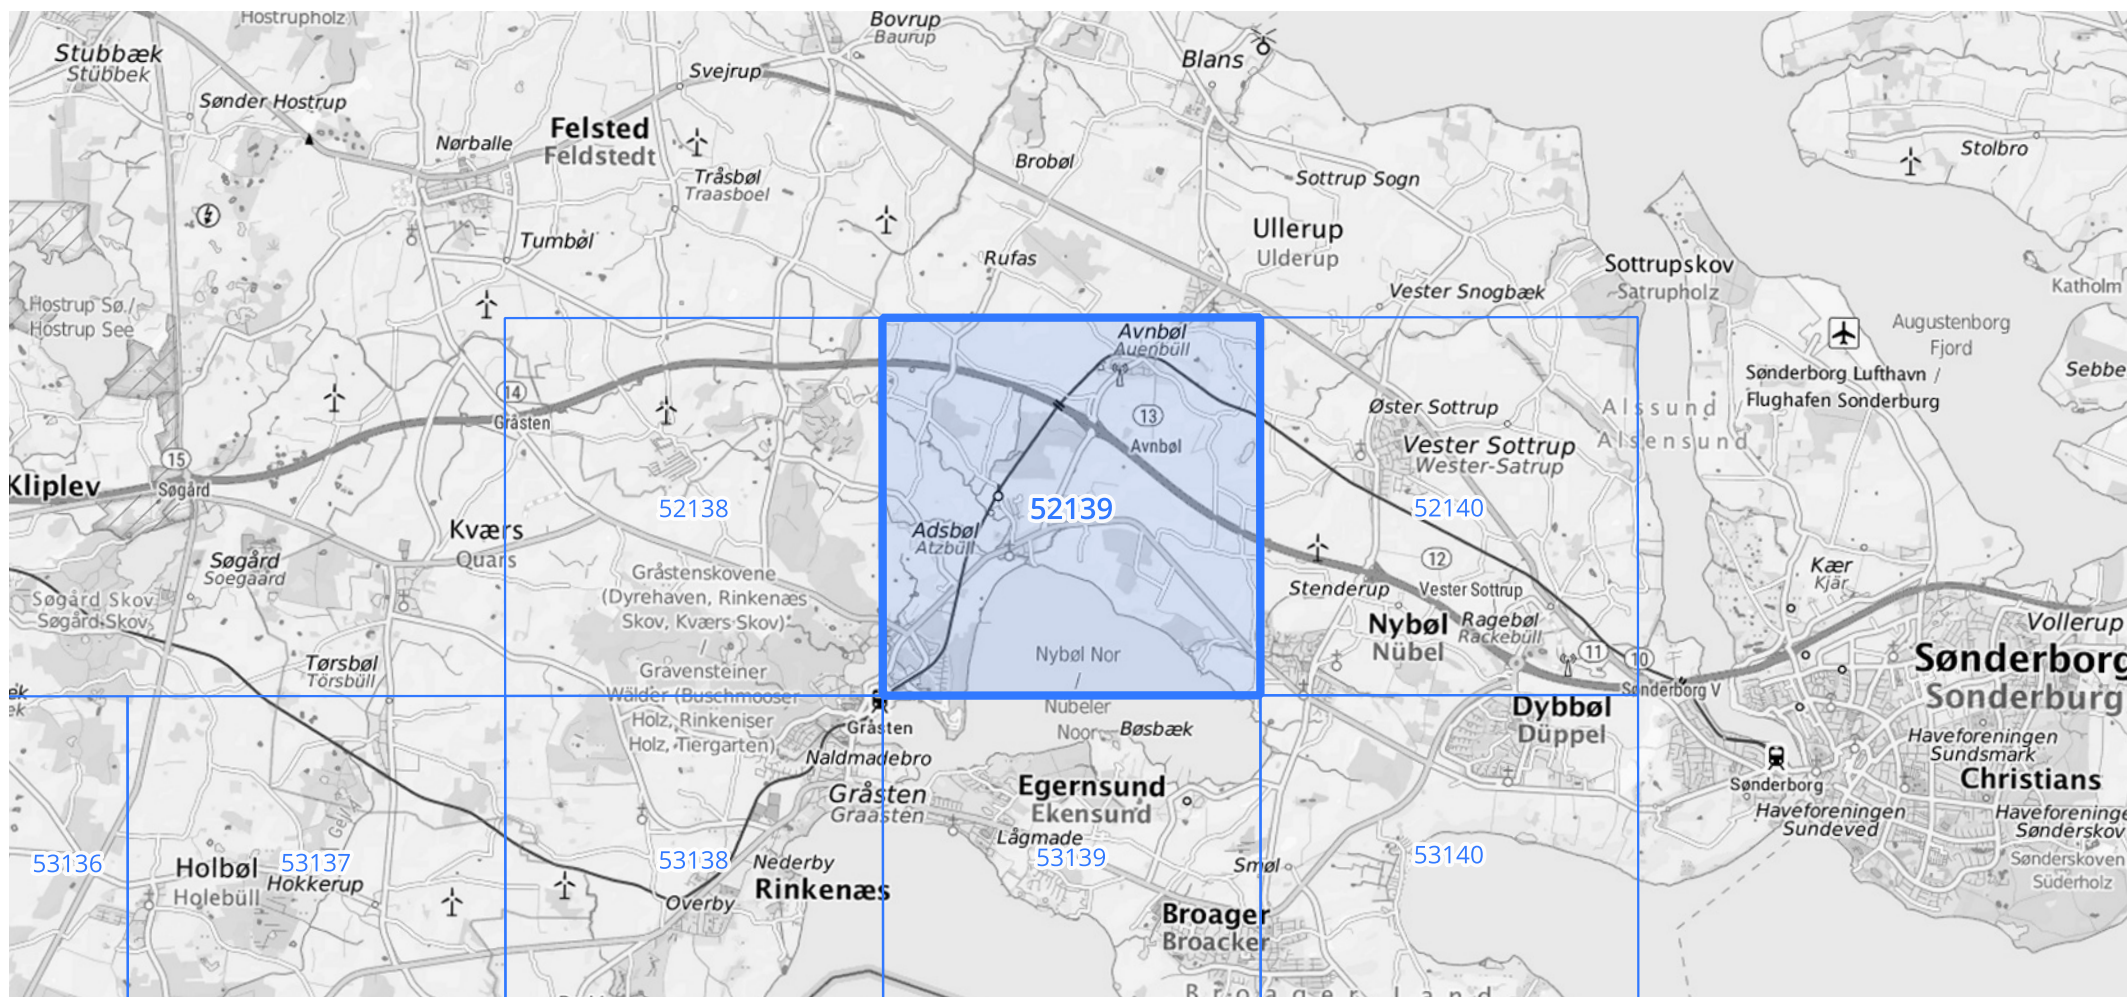 Hostrupholz
Bovrup
Baurup
Stubbæk
Stübbek
Blans
Svejrup
Sønder Hostrup
Felsted
Feldstedt
Nørballe
Brobøl
Stolbro
Tråsbøl
Traasboel
Sottrup Sogn
Ullerup
Ulderup
Tumbøl
Rufas
Sottrupskov
Satrupholz
Katholm
Vester Snogbæk
Hostrup Sø /
Hostrup See
Avnbøl
Auenbüll
Augustenborg
Fjord
Sebbe
Sønderborg Lufthavn /
Flughafen Sonderburg
14
Gråsten
13
Avnbøl
Øster Sottrup
Alssund
Alsensund
Vester Sottrup
Wester-Satrup
15
Søgård
Kliplev
52138
52139
52140
Kværs
Quars
Adsbøl
Atzbüll
12
Vester Sottrup
Søgård
Soegaard
Gråstenskovene
(Dyrehaven, Rinkenæs
Skov, Kværs Skov)
/
Gravensteiner
Wälder (Buschmooser
Holz, Rinkeniser
Holz, Tiergarten)
Stenderup
Kær
Kjär
Søgård Skov
Søgård Skov
Nybøl
Nübel
Ragebøl
Rackebüll
Vollerup
11
10
Sønderborg
Sonderburg
Tørsbøl
Törsbüll
Nybøl Nor
/
Nübeler
Noor
Sønderborg V
ek
ek
Dybbøl
Düppel
Gråsten
Bøsbæk
Haveforeningen
Sundsmark
Naldmadebro
Egernsund
Ekensund
Sønderborg
Christians
Gråsten
Graasten
Haveforeningen
Sundeved
Haveforeninge
Sønderskov
Lågmade
53136
53137
53138
53139
53140
Holbøl
Holebüll
Hokkerup
Nederby
Rinkenæs
Smøl
Sønderskoven
Süderholz
Overby
Broager
Broacker
Broager Land